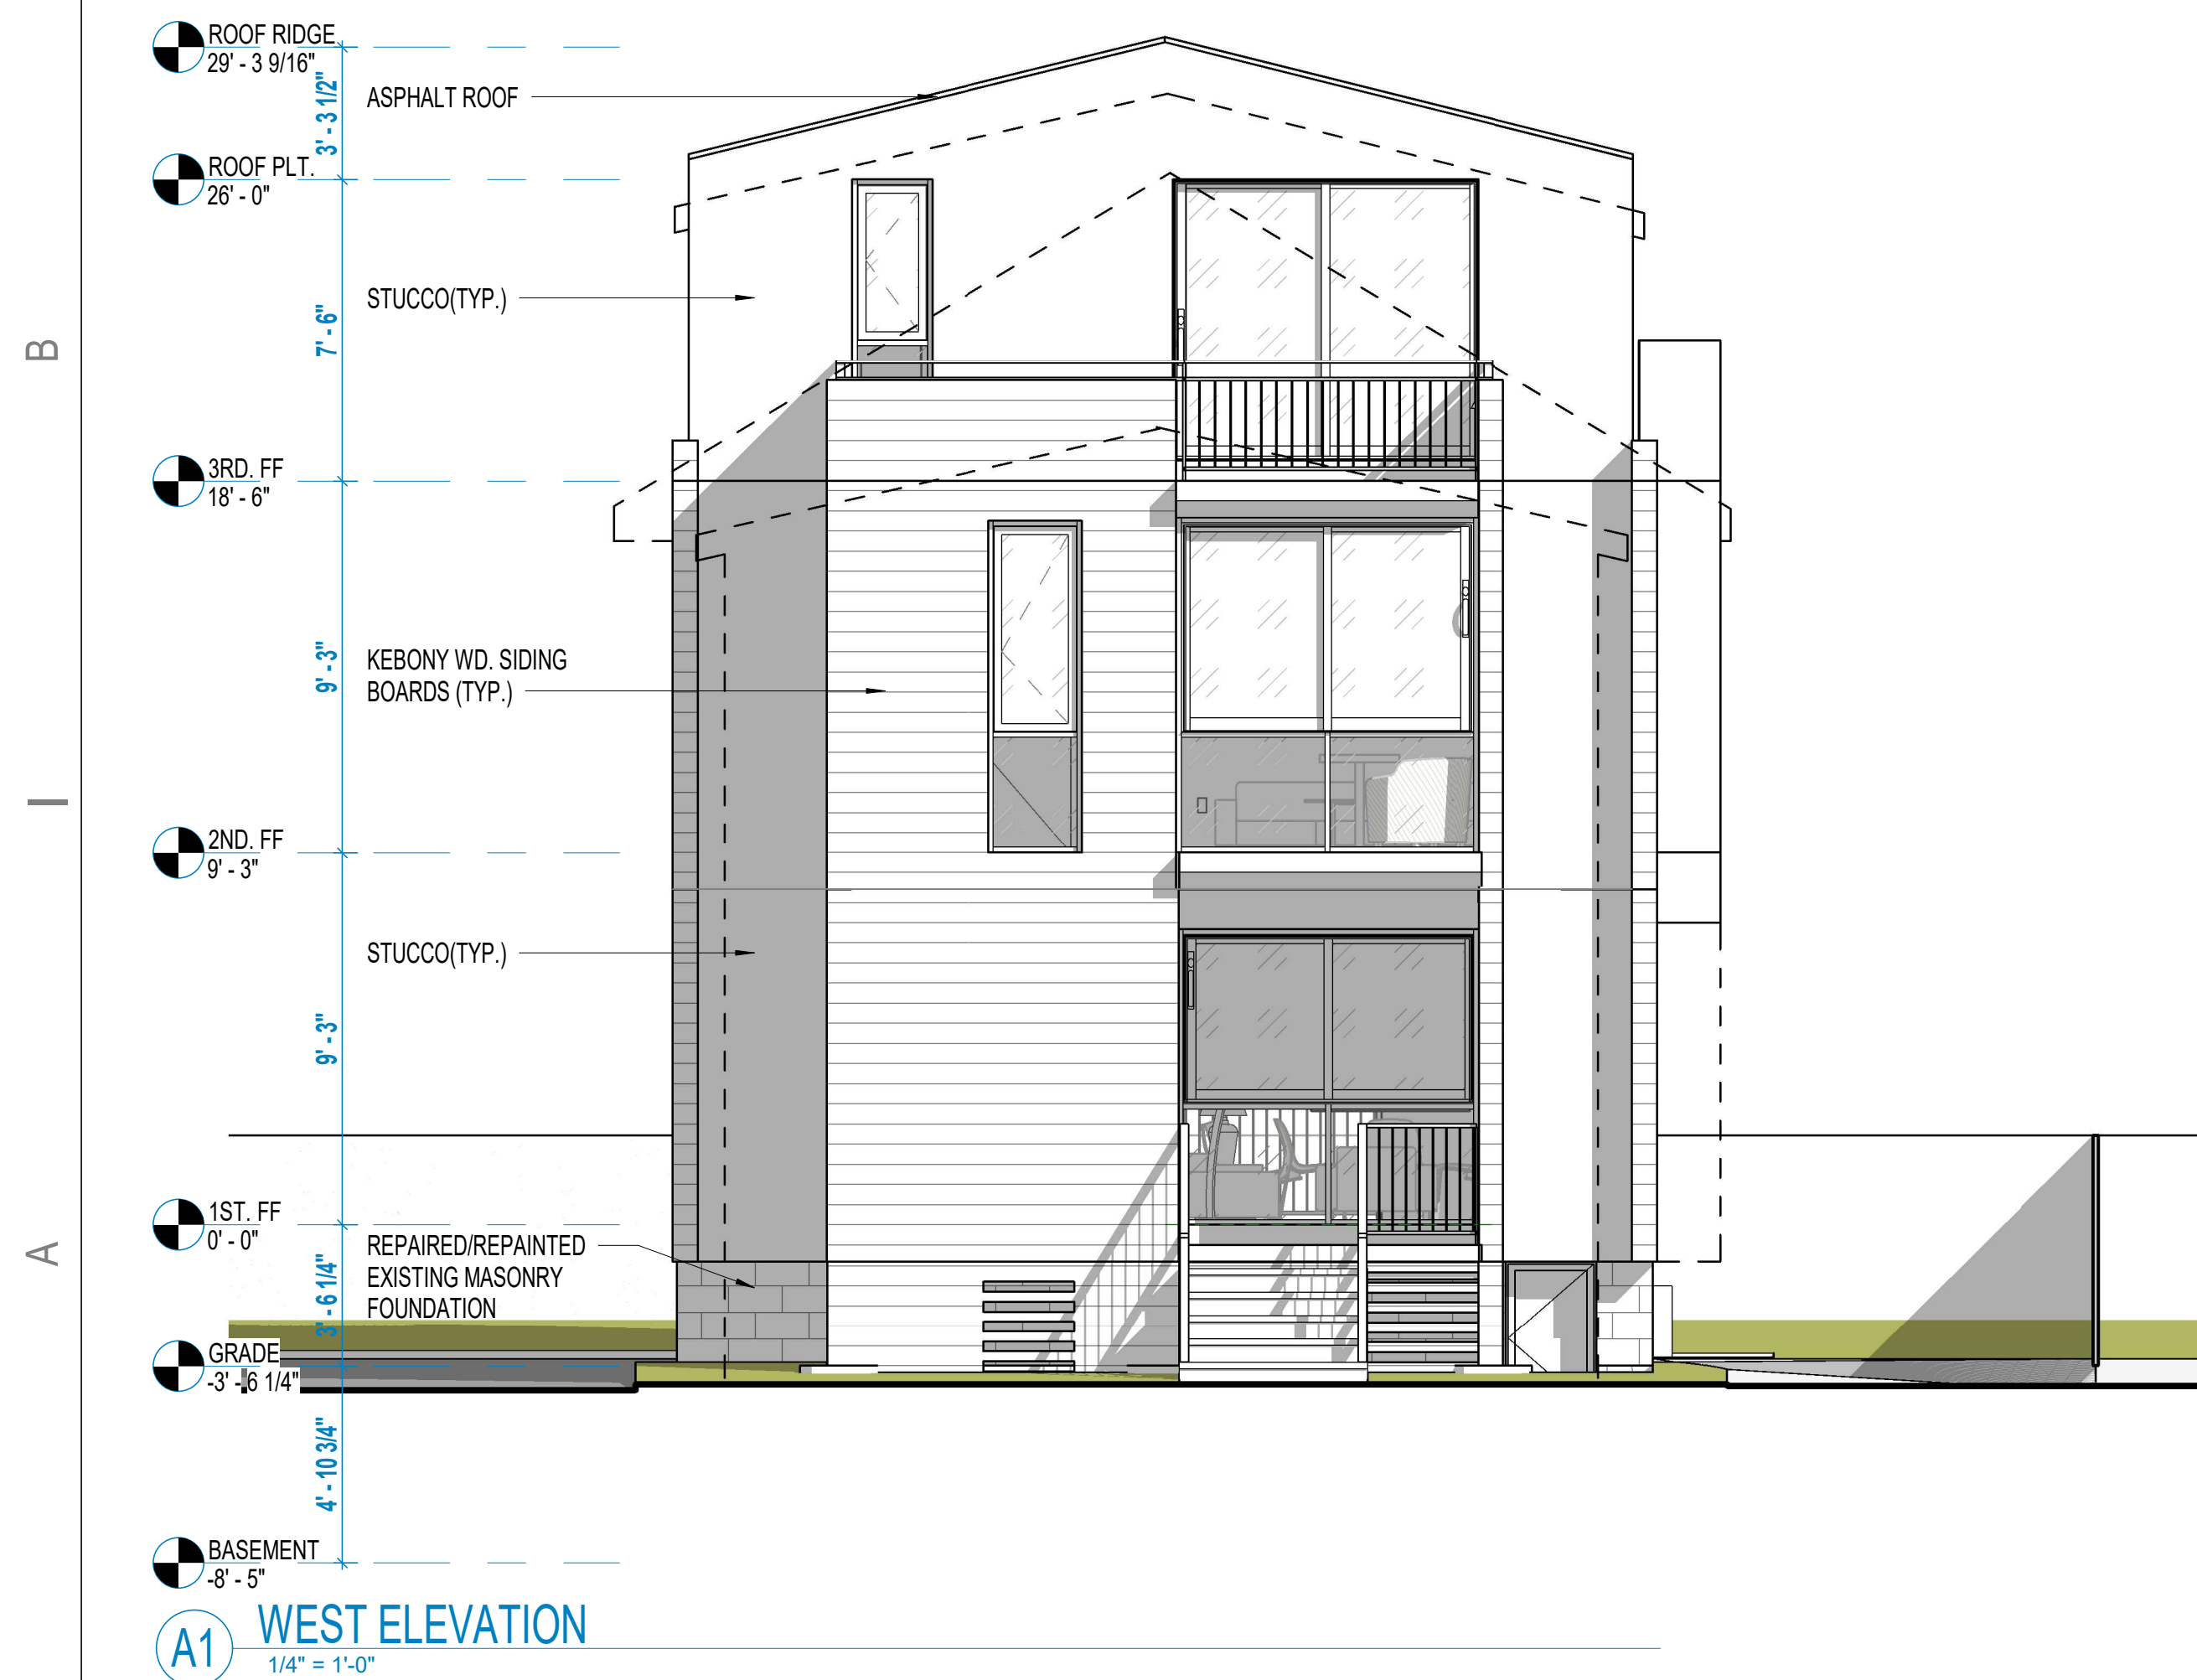 ROOF RIDGE
29' - 3 9/16"
3' - 3 1/2"
ASPHALT ROOF
ROOF PLT.
26' - 0"
STUCCO(TYP.)
7' - 6"
B
3RD. FF
18' - 6"
9' - 3"
KEBONY WD. SIDING
BOARDS (TYP.)
2ND. FF
9' - 3"
STUCCO(TYP.)
9' - 3"
1ST. FF
0' - 0"
A
REPAIRED/REPAINTED
EXISTING MASONRY
FOUNDATION
3' - 6 1/4"
GRADE
-3' - 6 1/4"
4' - 10 3/4"
BASEMENT
-8' - 5"
A1
WEST ELEVATION
1/4" = 1'-0"